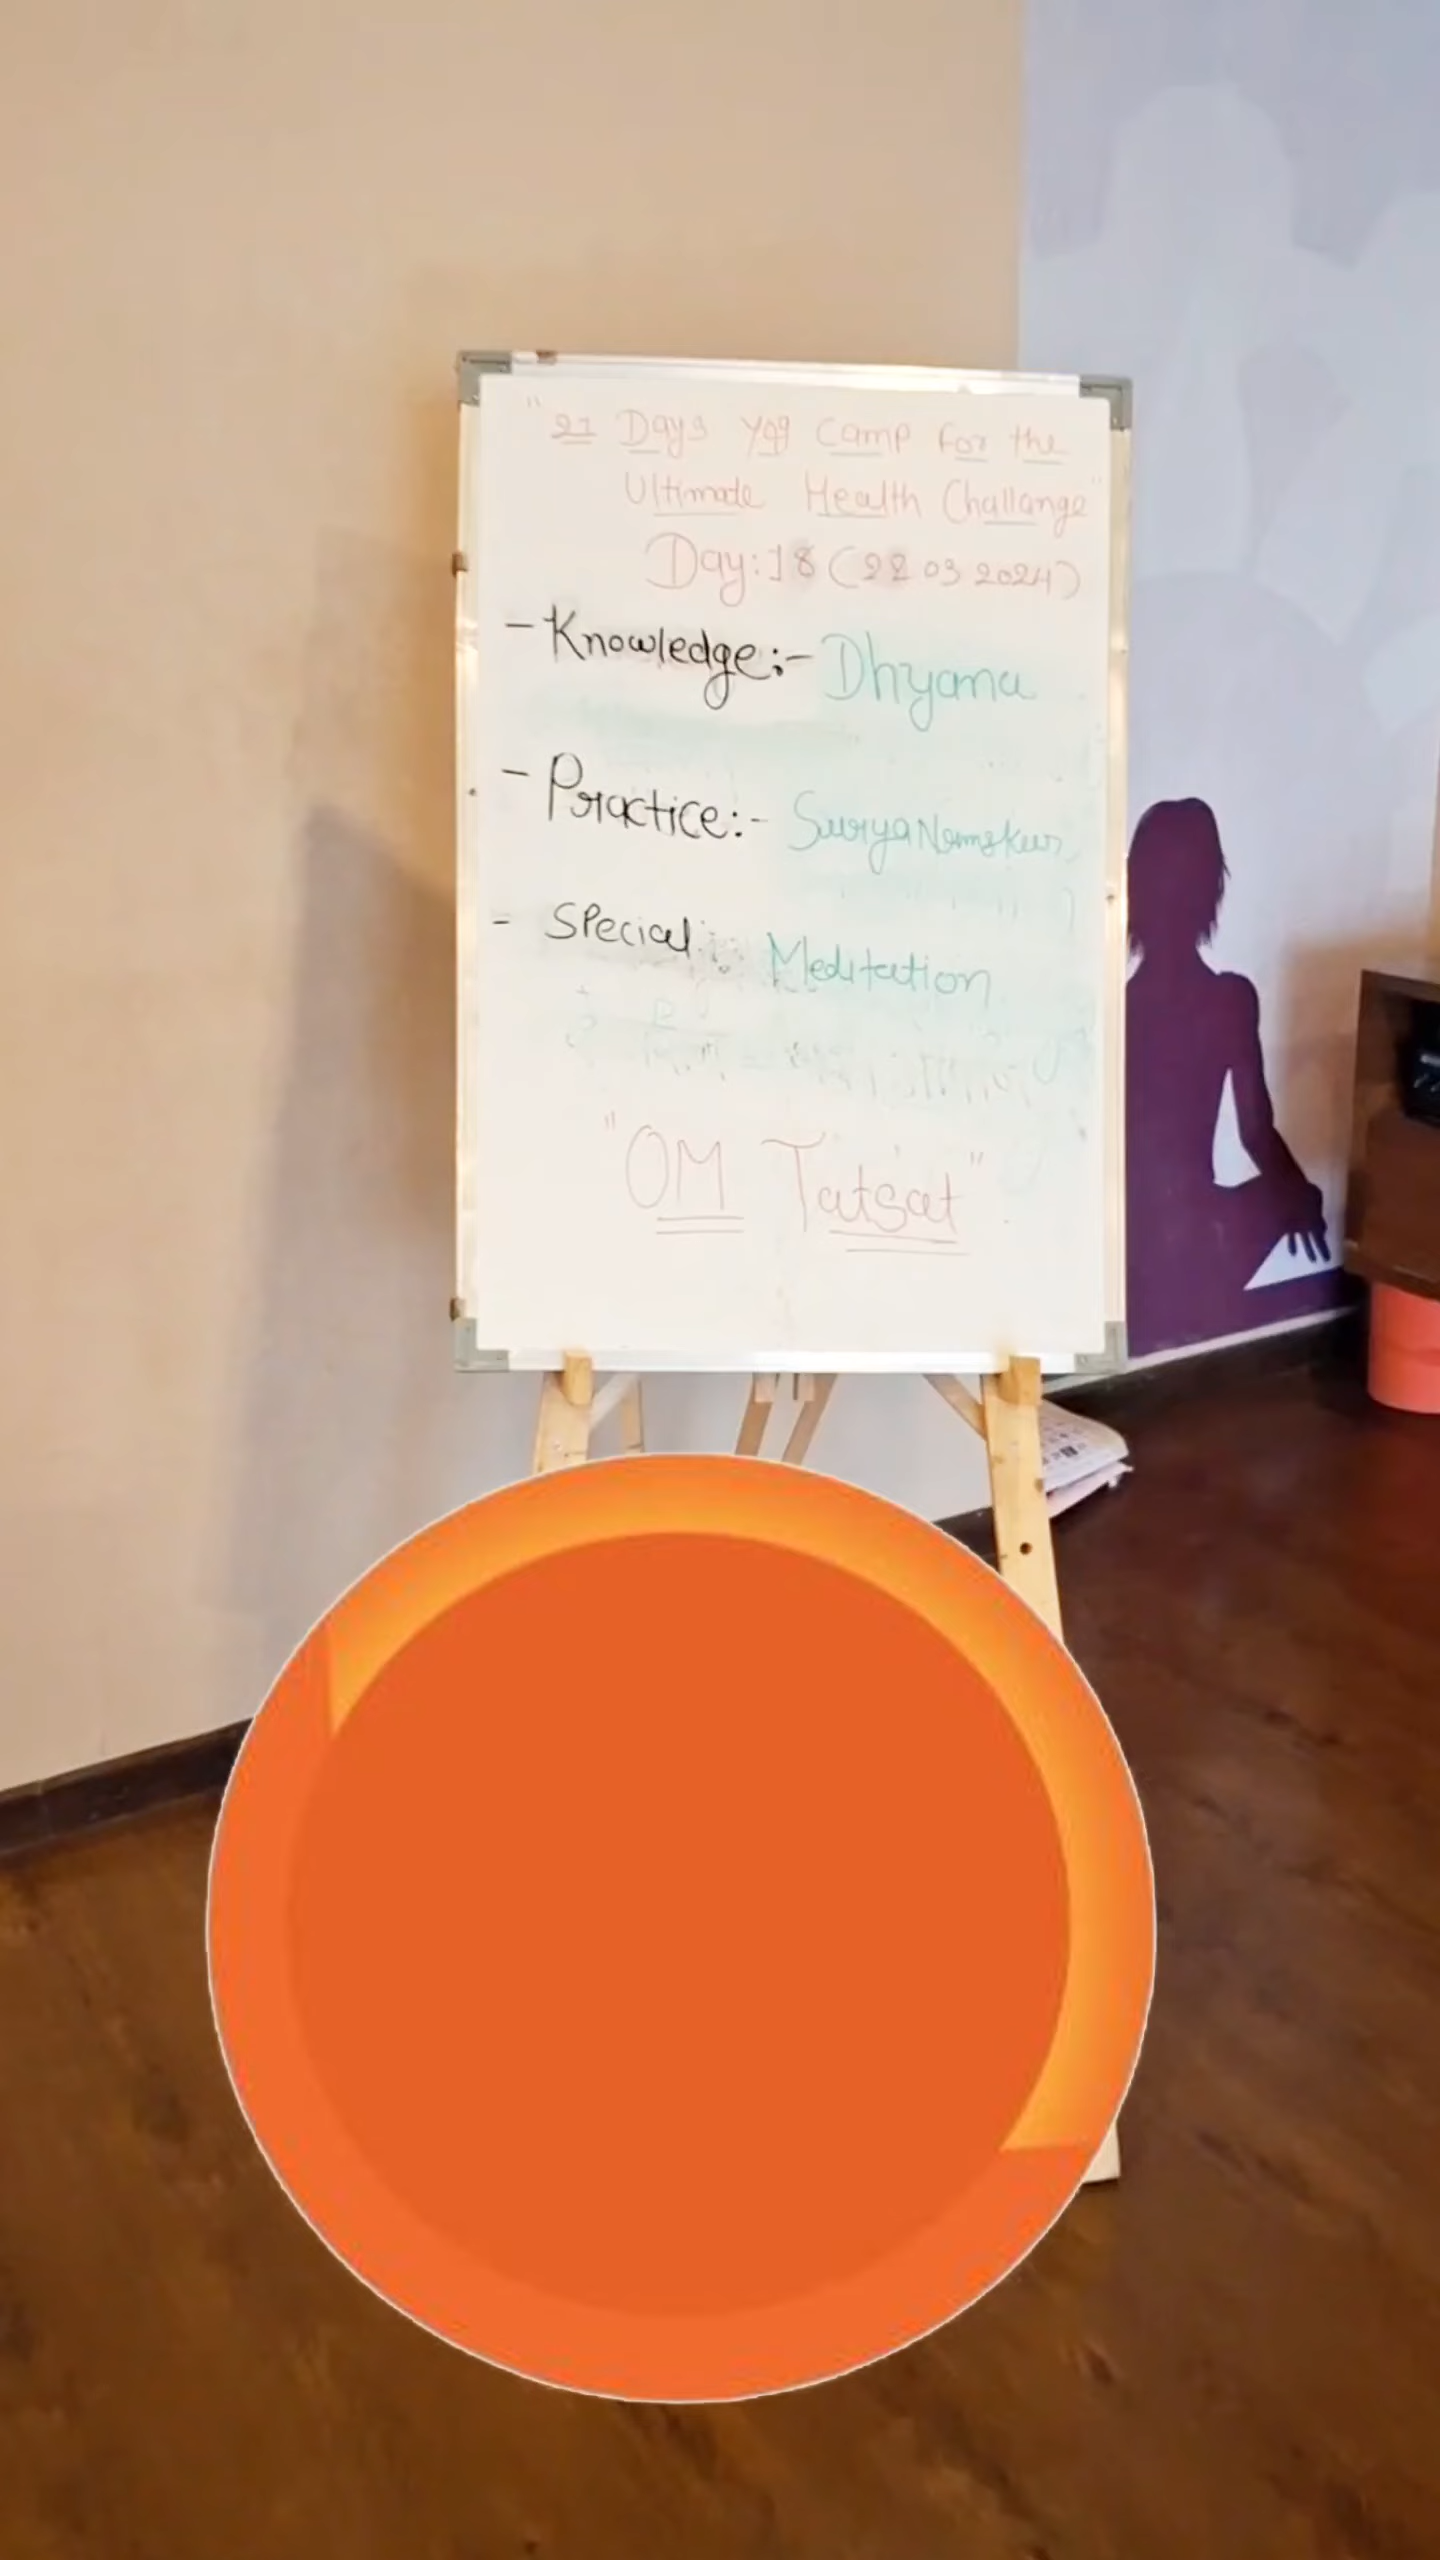 "21 Days Yog Camp For the
Ultimate Health Challange"
Day:18 (22 03 2024)
- Knowledge:- Dhyana
- Practice:- Surya Namskar
- Special: Meditation
"OM Tatsat"